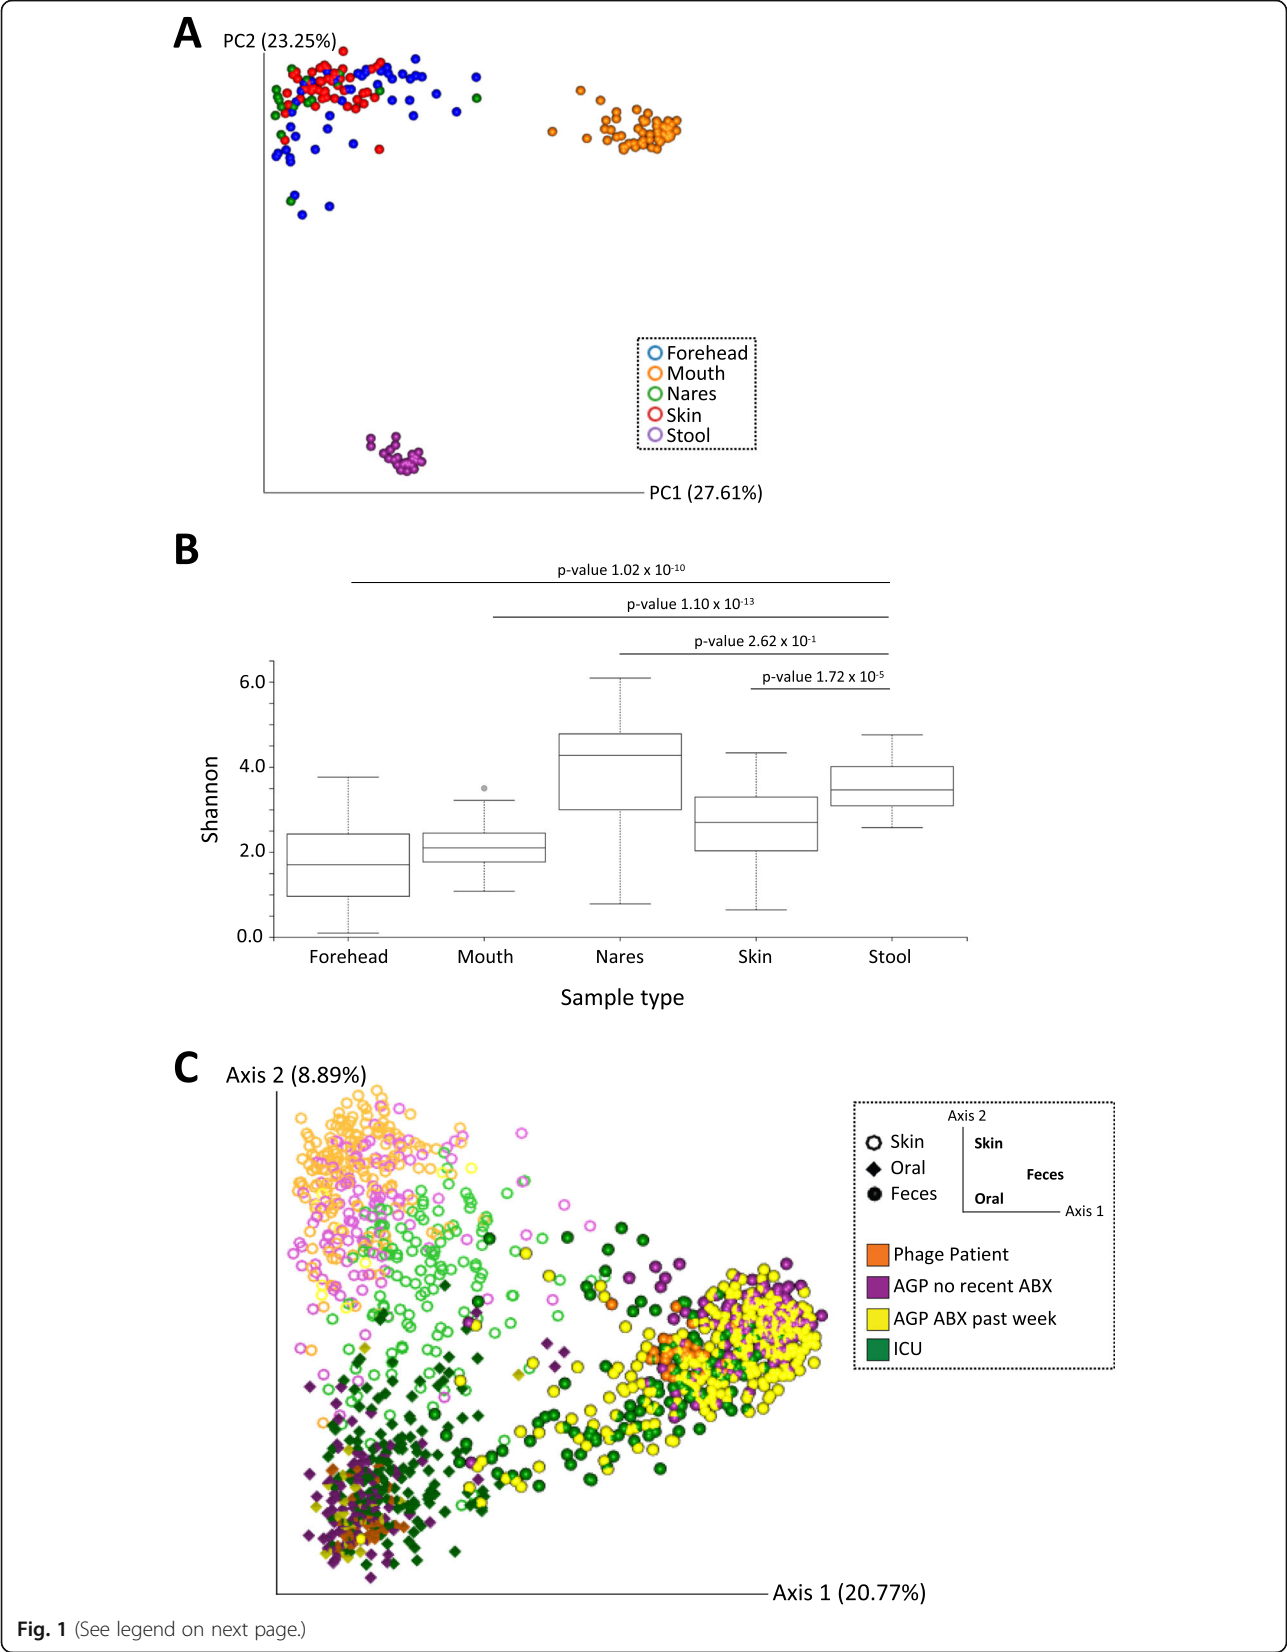 A
PC2 (23.25%)
Forehead
Mouth
Nares
Skin
Stool
PC1 (27.61%)
B
p-value 1.02 x 10-10
p-value 1.10 x 10-13
p-value 2.62 x 10-1
p-value 1.72 x 10-5
6.0
4.0
2.0
0.0
Shannon
Forehead Mouth Nares Skin Stool
Sample type
C
Axis 2 (8.89%)
Axis 2
Skin
Oral
Feces
Skin
Feces
Oral
Axis 1
Phage Patient
AGP no recent ABX
AGP ABX past week
ICU
Axis 1 (20.77%)
Fig. 1 (See legend on next page.)